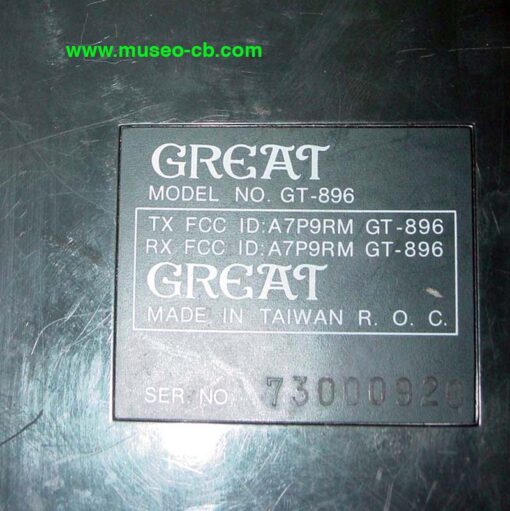 www.museo-cb.com
GREAT
MODEL NO. GT-896
TX FCC ID:A7P9RM GT-896
RX FCC ID:A7P9RM GT-896
GREAT
MADE IN TAIWAN R. O. C.
SER. NO. 73000920